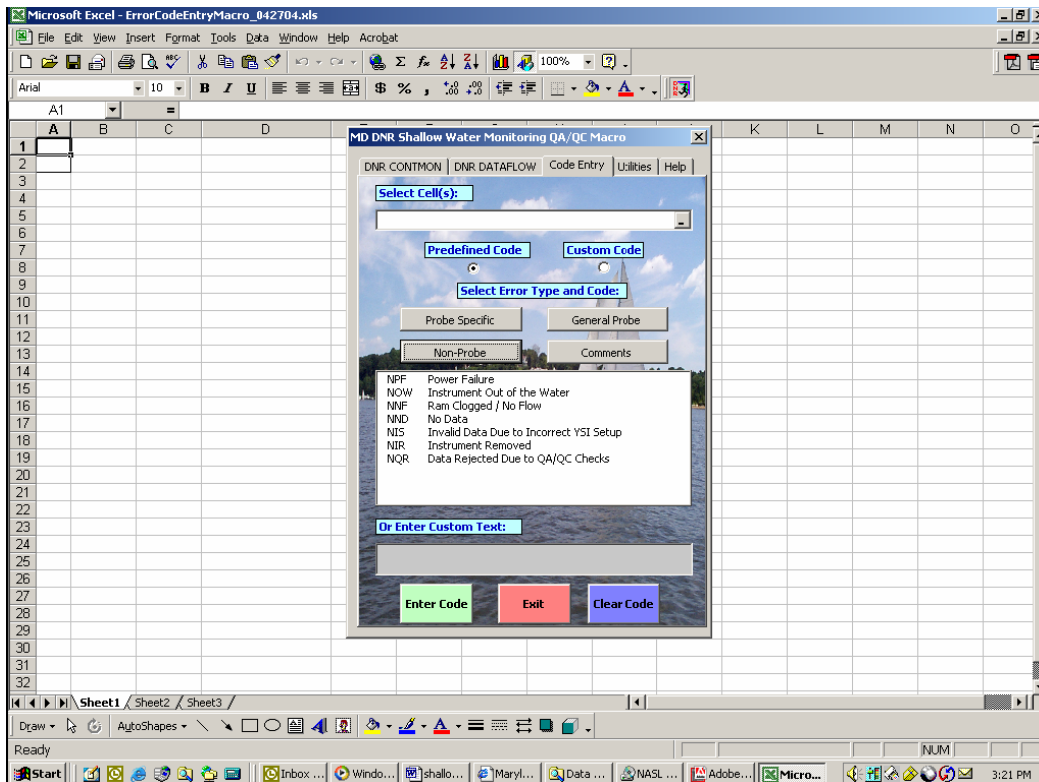 Microsoft Excel - ErrorCodeEntryMacro_042704.xls
File Edit View Insert Format Tools Data Window Help Acrobat
100%
Arial 10 B I U $ % ,
A1 =
A B C D K L M N O
MD DNR Shallow Water Monitoring QA/QC Macro
DNR CONTMON DNR DATAFLOW Code Entry Utilities Help
Select Cell(s):
Predefined Code Custom Code
Select Error Type and Code:
Probe Specific General Probe
Non-Probe Comments
NPF Power Failure
NOW Instrument Out of the Water
NNF Ram Clogged / No Flow
NND No Data
NIS Invalid Data Due to Incorrect YSI Setup
NIR Instrument Removed
NQR Data Rejected Due to QA/QC Checks
Or Enter Custom Text:
Enter Code Exit Clear Code
1
2
3
4
5
6
7
8
9
10
11
12
13
14
15
16
17
18
19
20
21
22
23
24
25
26
27
28
29
30
31
32
Sheet1 Sheet2 Sheet3
Draw AutoShapes
Ready NUM
Start Inbox ... Windo... shallo... Maryl... Data ... NASL ... Adobe... Micro... 3:21 PM